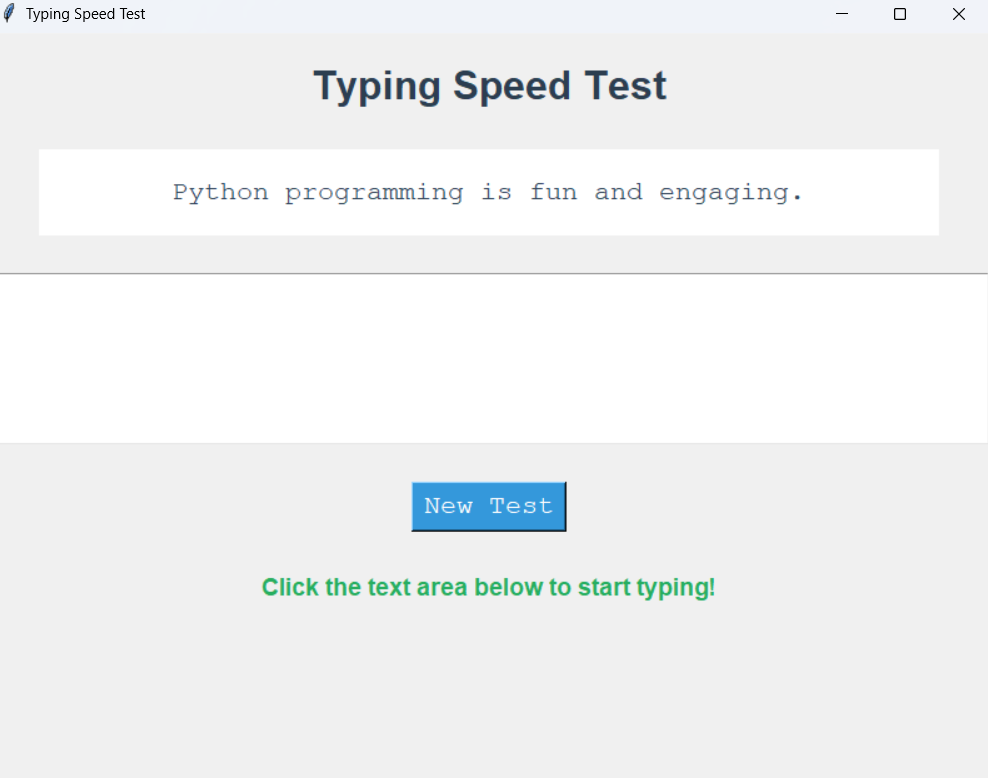 Typing Speed Test
Typing Speed Test
Python programming is fun and engaging.
New Test
Click the text area below to start typing!